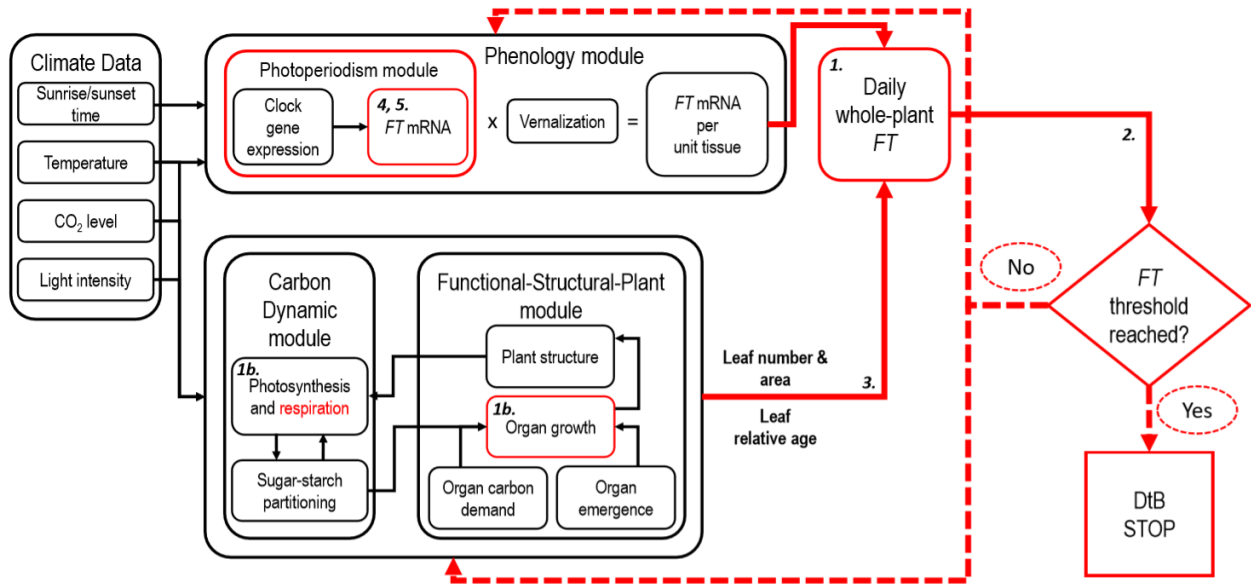 Climate Data
Sunrise/sunset
time
Temperature
CO₂ level
Light intensity
Phenology module
Photoperiodism module
Clock
gene
expression
4, 5.
FT mRNA
x
Vernalization
=
FT mRNA
per
unit tissue
1.
Daily
whole-plant
FT
2.
Carbon
Dynamic
module
1b.
Photosynthesis
and respiration
Sugar-starch
partitioning
Functional-Structural-Plant
module
Plant structure
1b.
Organ growth
Organ carbon
demand
Organ
emergence
Leaf number &
area
3.
Leaf
relative age
No
FT
threshold
reached?
Yes
DtB
STOP